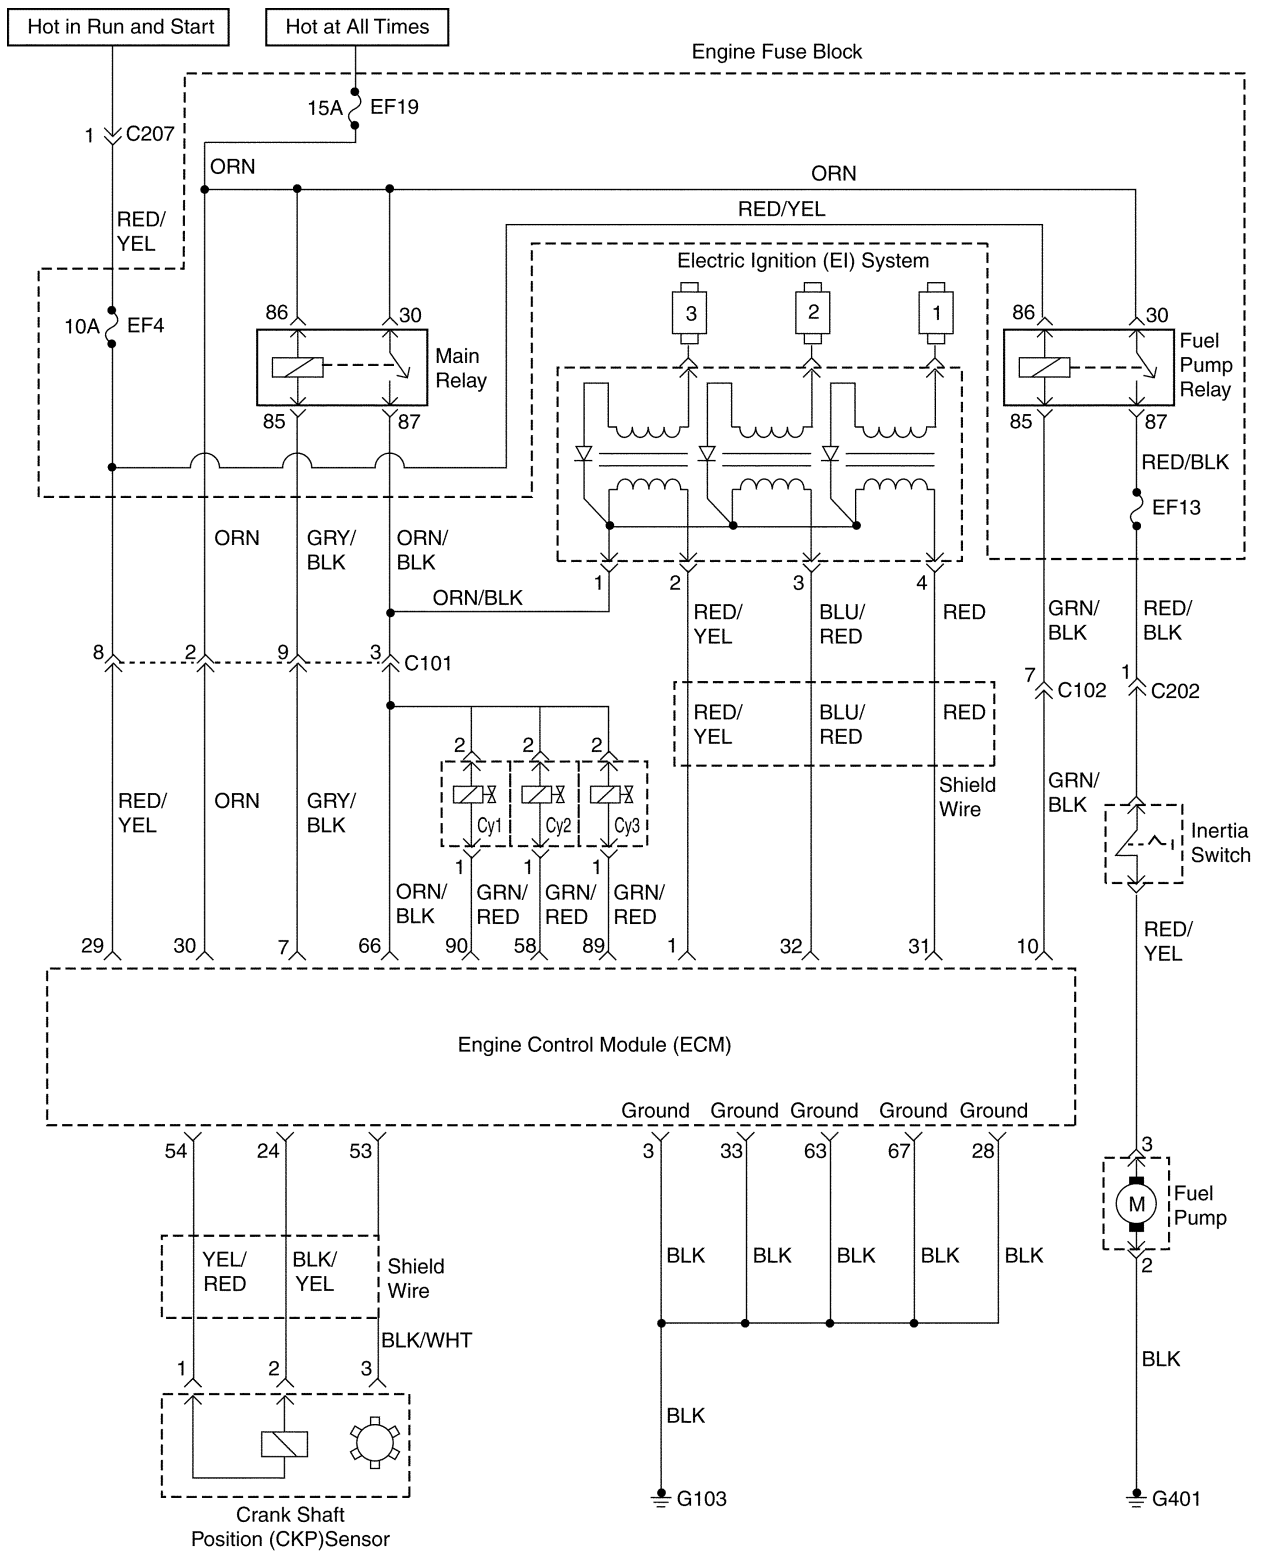 Hot in Run and Start
Hot at All Times
Engine Fuse Block
15A
EF19
1
C207
ORN
ORN
RED/
YEL
RED/YEL
Electric Ignition (EI) System
3
2
1
10A
EF4
86
30
Main
Relay
85
87
86
30
Fuel
Pump
Relay
85
87
RED/BLK
EF13
ORN
GRY/
BLK
ORN/
BLK
ORN/BLK
1
2
3
4
RED/
YEL
BLU/
RED
RED
GRN/
BLK
RED/
BLK
8
2
9
3
C101
7
C102
1
C202
RED/
YEL
BLU/
RED
RED
Shield
Wire
2
2
2
Cy1
Cy2
Cy3
1
1
1
RED/
YEL
ORN
GRY/
BLK
GRN/
BLK
Inertia
Switch
ORN/
BLK
GRN/
RED
GRN/
RED
GRN/
RED
RED/
YEL
29
30
7
66
90
58
89
1
32
31
10
Engine Control Module (ECM)
Ground
Ground
Ground
Ground
Ground
54
24
53
3
33
63
67
28
3
M
Fuel
Pump
2
YEL/
RED
BLK/
YEL
Shield
Wire
BLK
BLK
BLK
BLK
BLK
BLK/WHT
1
2
3
BLK
BLK
G103
G401
Crank Shaft
Position (CKP)Sensor